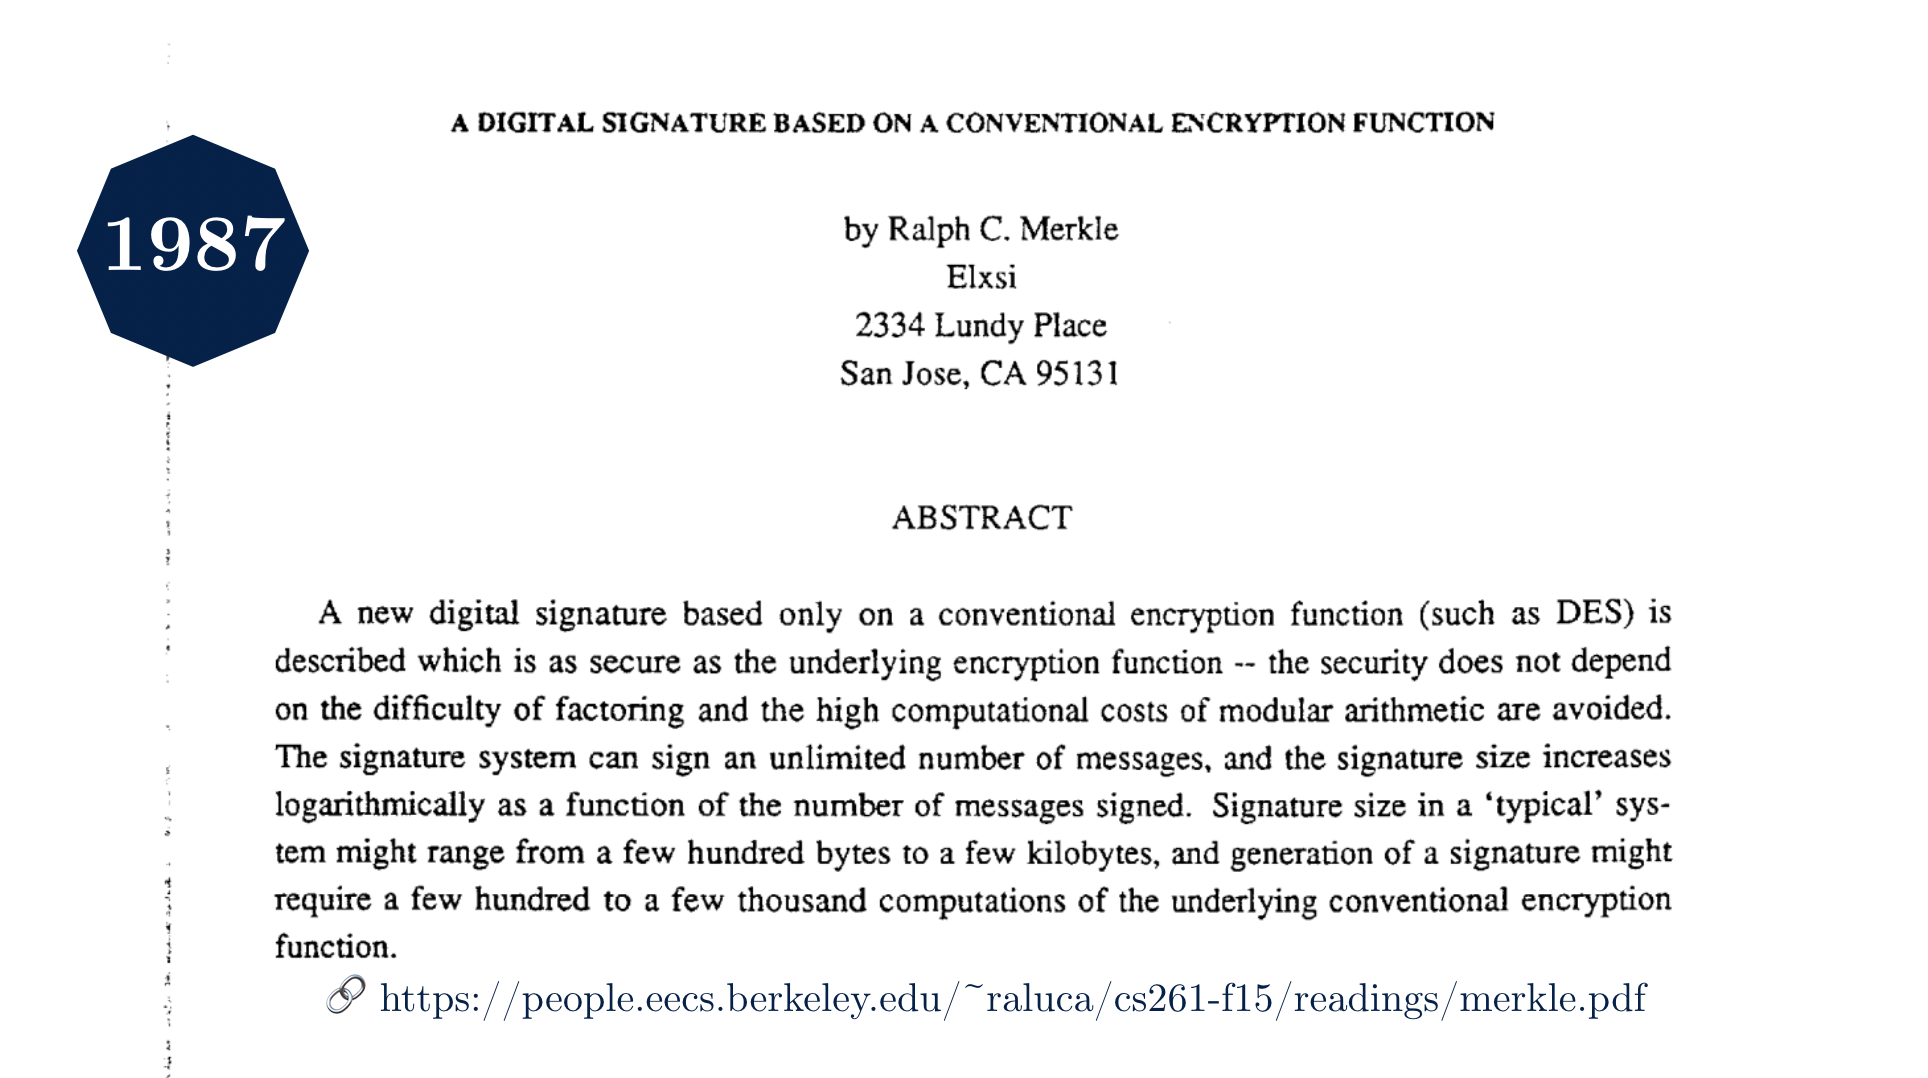 A DIGITAL SIGNATURE BASED ON A CONVENTIONAL ENCRYPTION FUNCTION
1987
by Ralph C. Merkle
Elxsi
2334 Lundy Place
San Jose, CA 95131
ABSTRACT
A new digital signature based only on a conventional encryption function (such as DES) is
described which is as secure as the underlying encryption function -- the security does not depend
on the difficulty of factoring and the high computational costs of modular arithmetic are avoided.
The signature system can sign an unlimited number of messages, and the signature size increases
logarithmically as a function of the number of messages signed. Signature size in a ‘typical’ sys-
tem might range from a few hundred bytes to a few kilobytes, and generation of a signature might
require a few hundred to a few thousand computations of the underlying conventional encryption
function.
https://people.eecs.berkeley.edu/~raluca/cs261-f15/readings/merkle.pdf